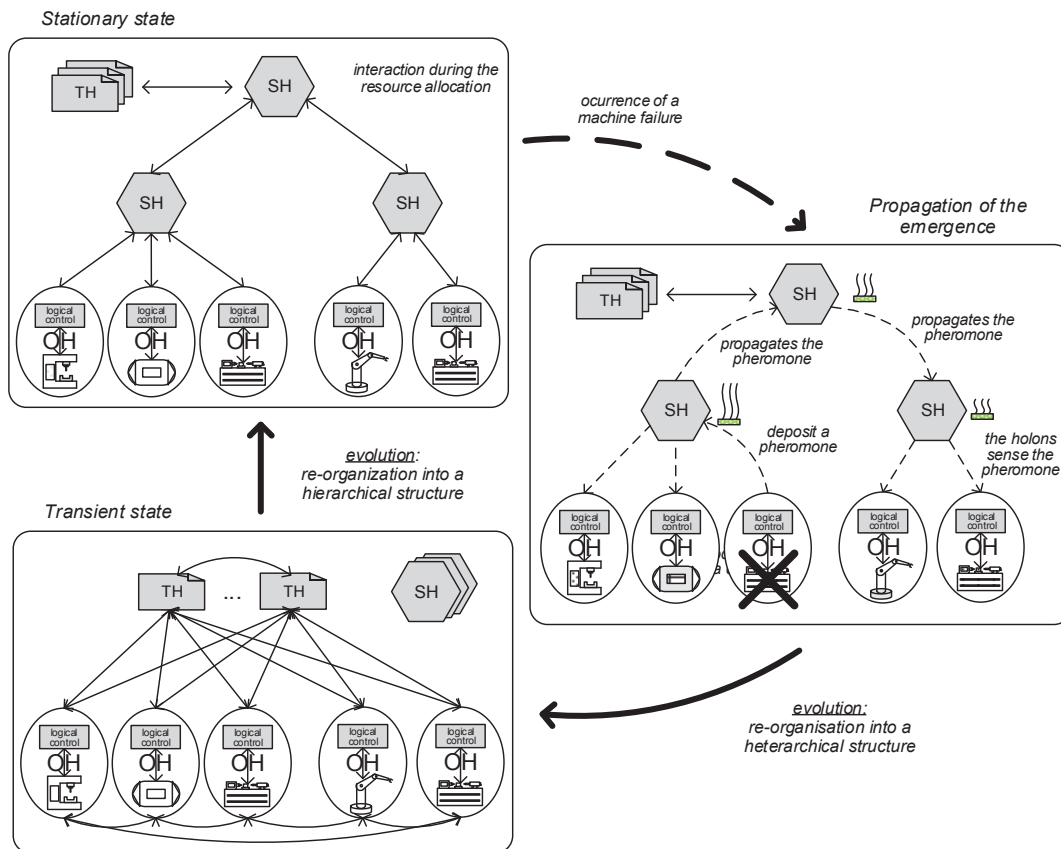 Stationary state
TH
SH
interaction during the
resource allocation
SH
SH
logical
control
OH
logical
control
OH
logical
control
OH
logical
control
OH
logical
control
OH
ocurrence of a
machine failure
Propagation of the
emergence
TH
SH
propagates the
pheromone
propagates the
pheromone
SH
SH
deposit a
pheromone
the holons
sense the
pheromone
logical
control
OH
logical
control
OH
logical
control
OH
logical
control
OH
logical
control
OH
evolution:
re-organization into a
hierarchical structure
Transient state
TH
...
TH
SH
logical
control
OH
logical
control
OH
logical
control
OH
logical
control
OH
logical
control
OH
evolution:
re-organisation into a
heterarchical structure